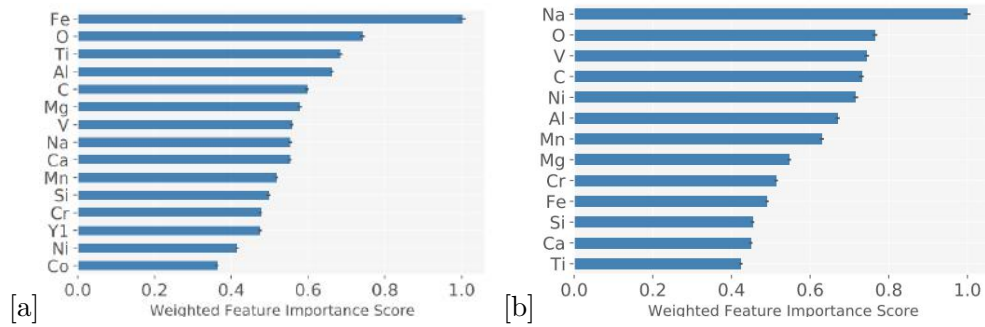 Fe
O
Ti
Al
C
Mg
V
Na
Ca
Mn
Si
Cr
Y1
Ni
Co
0.0 0.2 0.4 0.6 0.8 1.0
Weighted Feature Importance Score
[a]
Na
O
V
C
Ni
Al
Mn
Mg
Cr
Fe
Si
Ca
Ti
0.0 0.2 0.4 0.6 0.8 1.0
Weighted Feature Importance Score
[b]